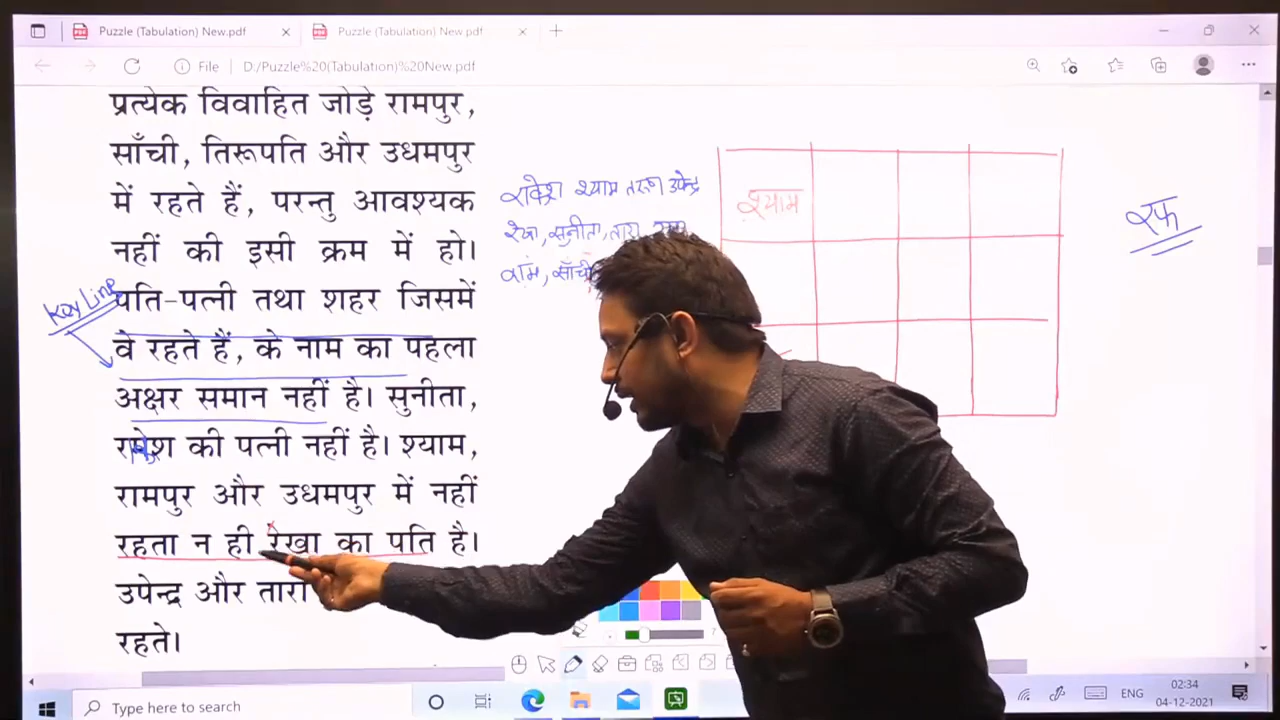 Puzzle (Tabulation) New.pdf
Puzzle (Tabulation) New.pdf
File D:/Puzzle%20(Tabulation)%20New.pdf
प्रत्येक विवाहित जोड़े रामपुर,
साँची, तिरूपति और उधमपुर
में रहते हैं, परन्तु आवश्यक
नहीं की इसी क्रम में हो।
पति-पत्नी तथा शहर जिसमें
वे रहते हैं, के नाम का पहला
अक्षर समान नहीं है। सुनीता,
की पत्नी नहीं है। श्याम,
रामपुर और उधमपुर में नहीं
रहता न ही रेखा का पति है।
उपेन्द्र और तारा
रहते।
Key Line
राकेश श्याम तरूण उपेन्द्र
रेखा, सुनीता, तारा
राम, साँची
श्याम
रफ
Type here to search
ENG
02:34
04-12-2021